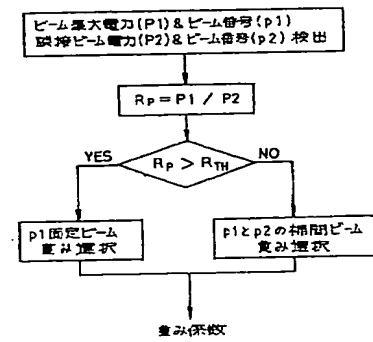 ビーム最大電力(P1)&ビーム番号(p1)
隣接ビーム電力(P2)&ビーム番号(p2) 検出
RP = P1 / P2
YES
RP > RTH
NO
p1固定ビーム
重み選択
p1とp2の補間ビーム
重み選択
重み係数